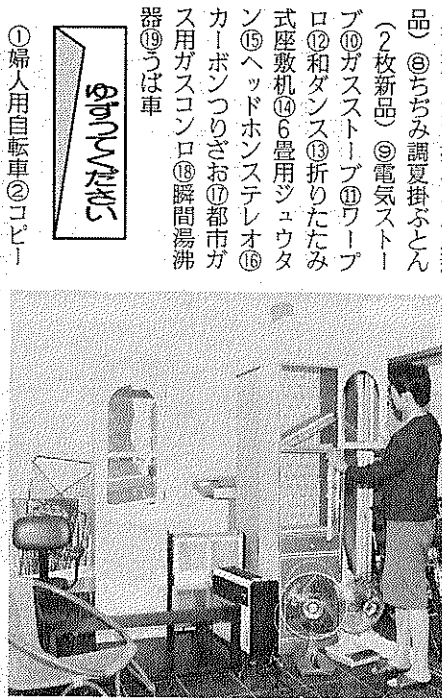 品）⑧ちぢみ調夏掛ぶとん
（2枚新品）⑨電気ストー
ブ⑩ガスストーブ⑪ワープ
ロ⑫和ダンス⑬折りたたみ
式座敷机⑭6畳用ジュウタ
ン⑮ヘッドホンステレオ⑯
カーボンつりざお⑰都市ガ
ス用ガスコンロ⑱瞬間湯沸
器⑲うば車
ゆずってください
①婦人用自転車②コピー